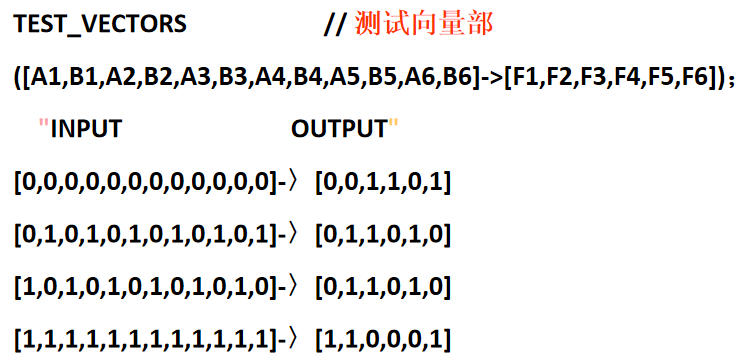 TEST_VECTORS // 测试向量部
([A1,B1,A2,B2,A3,B3,A4,B4,A5,B5,A6,B6]->[F1,F2,F3,F4,F5,F6])；
"INPUT OUTPUT"
[0,0,0,0,0,0,0,0,0,0,0,0]-〉[0,0,1,1,0,1]
[0,1,0,1,0,1,0,1,0,1,0,1]-〉[0,1,1,0,1,0]
[1,0,1,0,1,0,1,0,1,0,1,0]-〉[0,1,1,0,1,0]
[1,1,1,1,1,1,1,1,1,1,1,1]-〉[1,1,0,0,0,1]